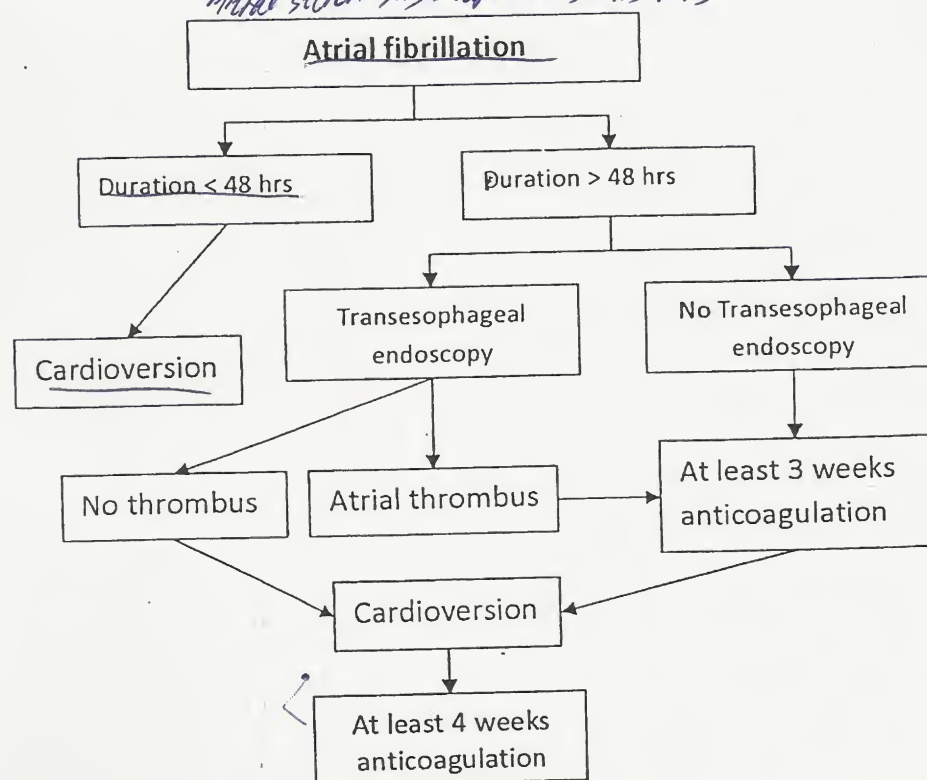 Atrial fibrillation
Duration < 48 hrs
Duration > 48 hrs
Transesophageal
endoscopy
No Transesophageal
endoscopy
Cardioversion
No thrombus
Atrial thrombus
At least 3 weeks
anticoagulation
Cardioversion
At least 4 weeks
anticoagulation